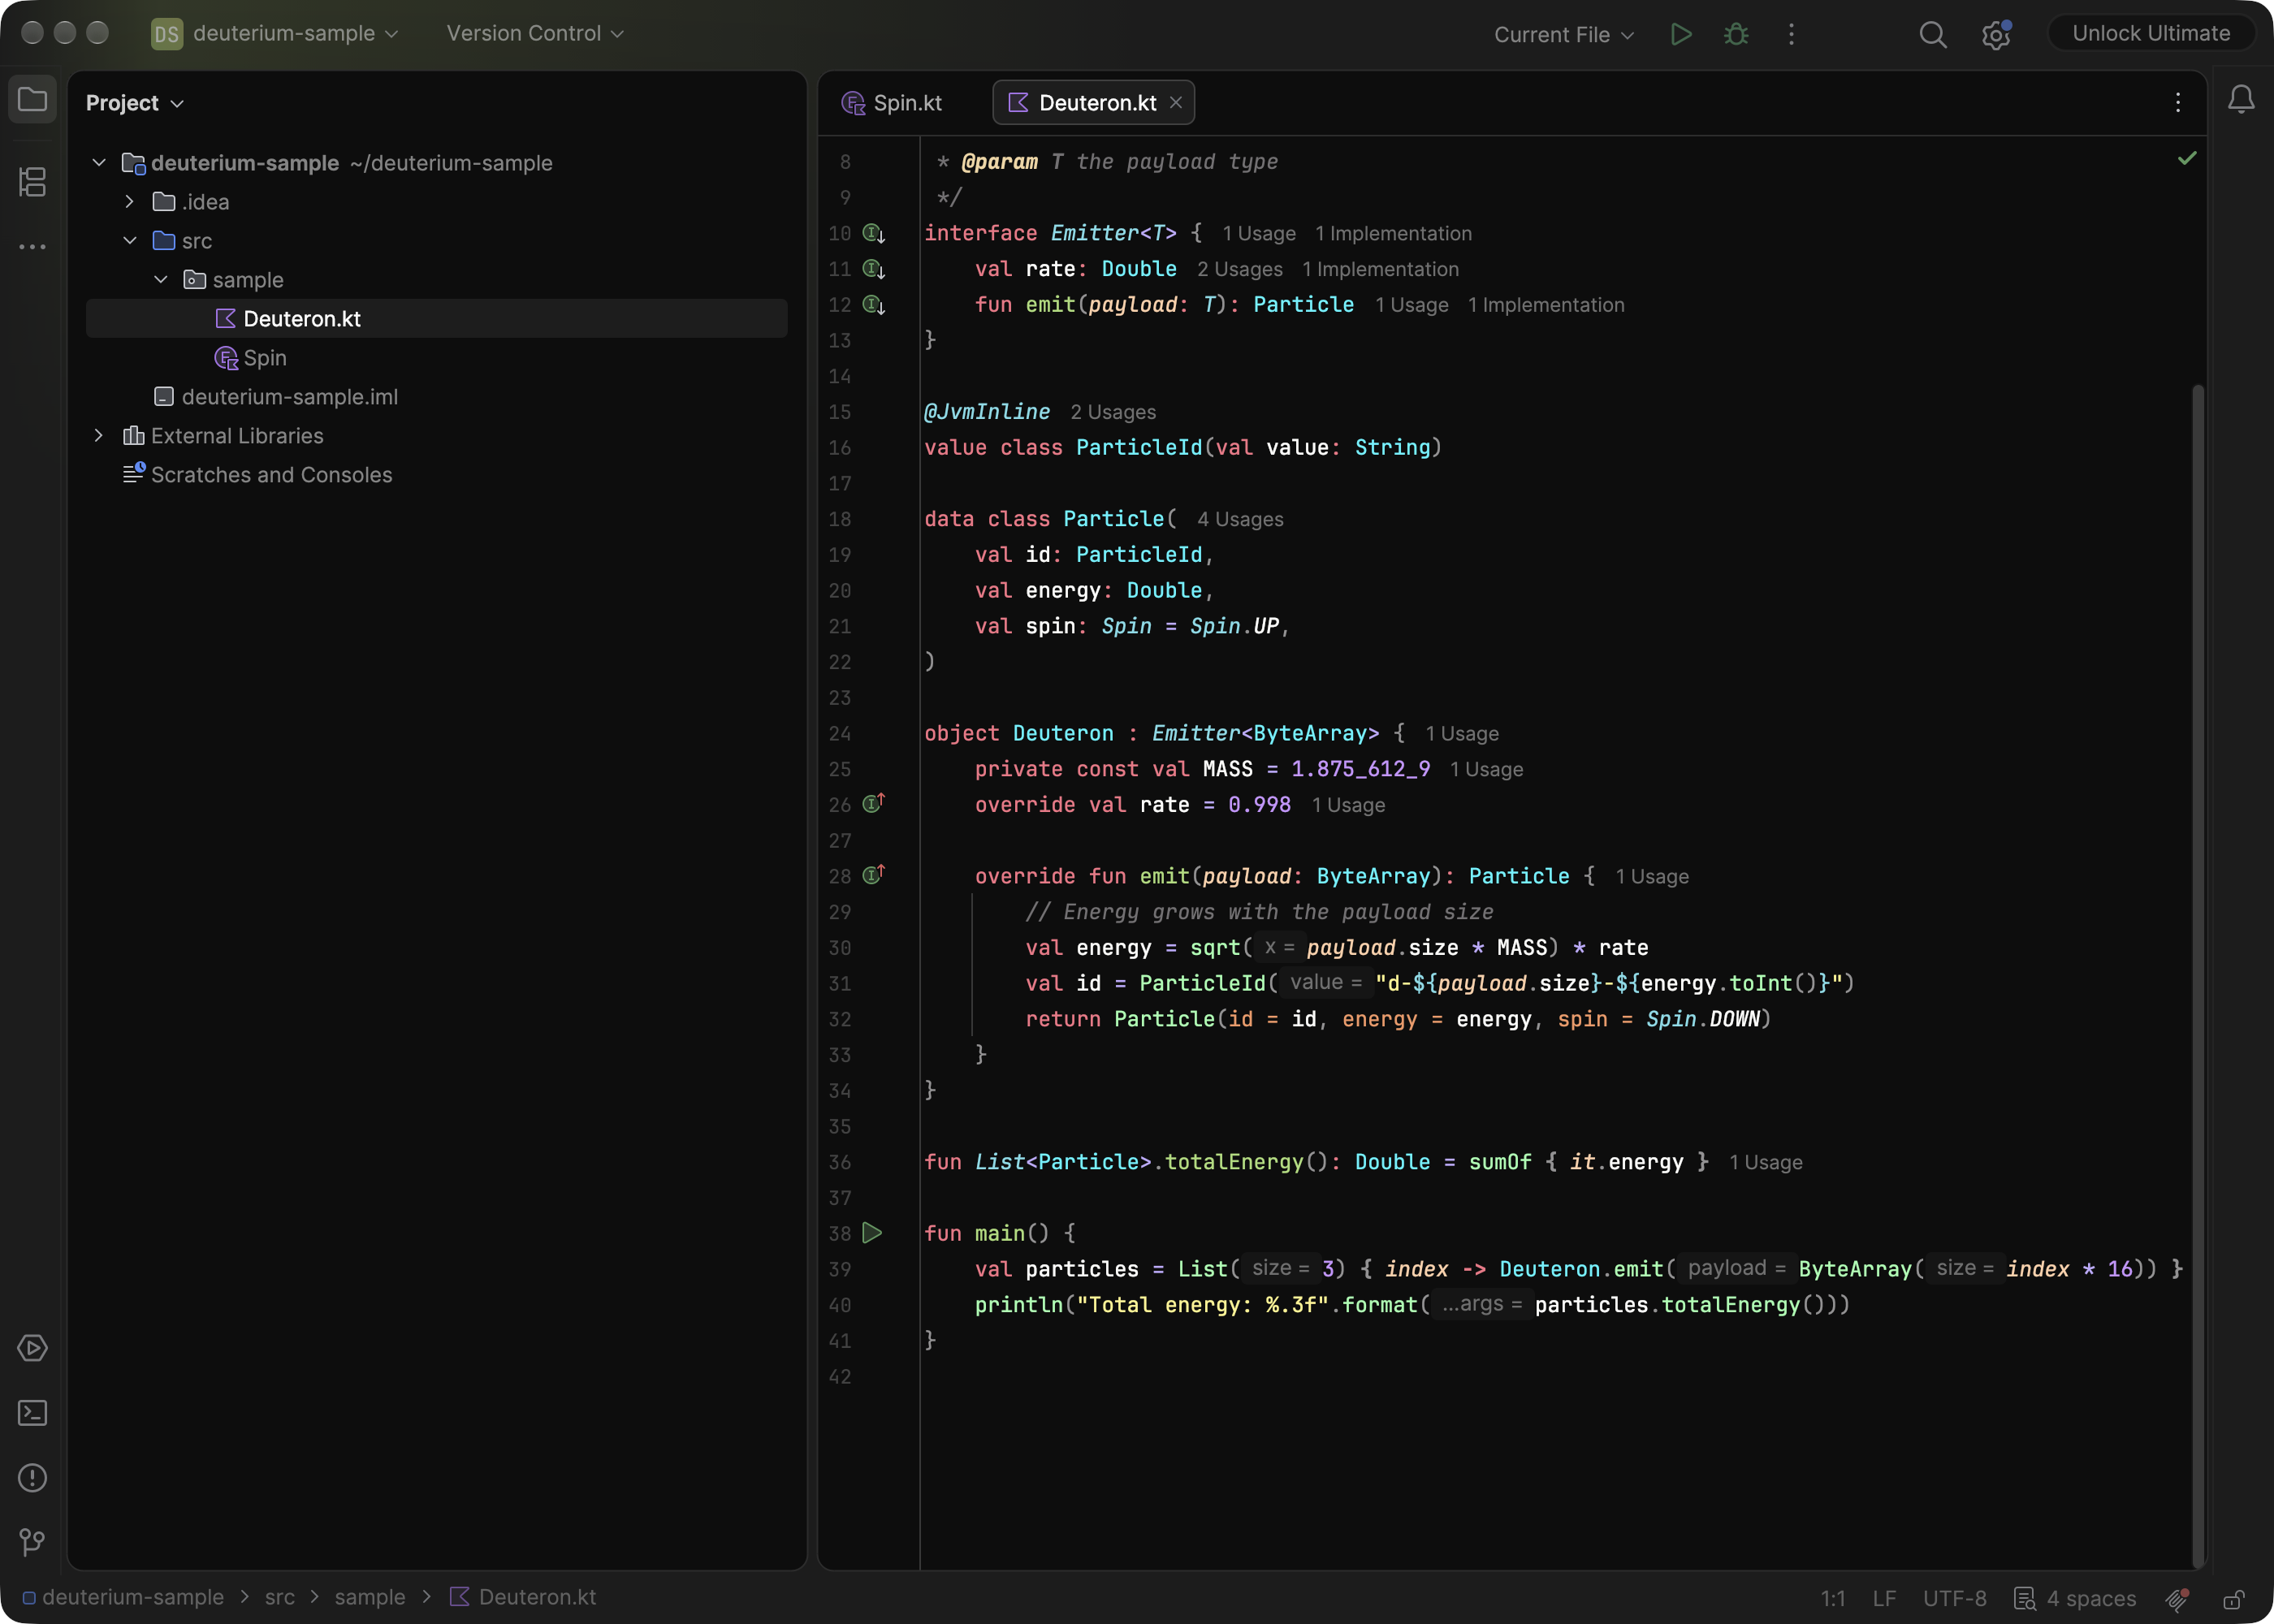 DS deuterium-sample Version Control Current File Unlock Ultimate
Project
deuterium-sample ~/deuterium-sample
.idea
src
sample
Deuteron.kt
Spin
deuterium-sample.iml
External Libraries
Scratches and Consoles
Spin.kt Deuteron.kt
8 * @param T the payload type
9 */
10 interface Emitter<T> { 1 Usage 1 Implementation
11 val rate: Double 2 Usages 1 Implementation
12 fun emit(payload: T): Particle 1 Usage 1 Implementation
13 }
14
15 @JvmInline 2 Usages
16 value class ParticleId(val value: String)
17
18 data class Particle( 4 Usages
19 val id: ParticleId,
20 val energy: Double,
21 val spin: Spin = Spin.UP,
22 )
23
24 object Deuteron : Emitter<ByteArray> { 1 Usage
25 private const val MASS = 1.875_612_9 1 Usage
26 override val rate = 0.998 1 Usage
27
28 override fun emit(payload: ByteArray): Particle { 1 Usage
29 // Energy grows with the payload size
30 val energy = sqrt( x = payload.size * MASS) * rate
31 val id = ParticleId( value = "d-${payload.size}-${energy.toInt()}")
32 return Particle(id = id, energy = energy, spin = Spin.DOWN)
33 }
34 }
35
36 fun List<Particle>.totalEnergy(): Double = sumOf { it.energy } 1 Usage
37
38 fun main() {
39 val particles = List( size = 3) { index -> Deuteron.emit( payload = ByteArray( size = index * 16)) }
40 println("Total energy: %.3f".format( ...args = particles.totalEnergy()))
41 }
42
deuterium-sample > src > sample > Deuteron.kt 1:1 LF UTF-8 4 spaces